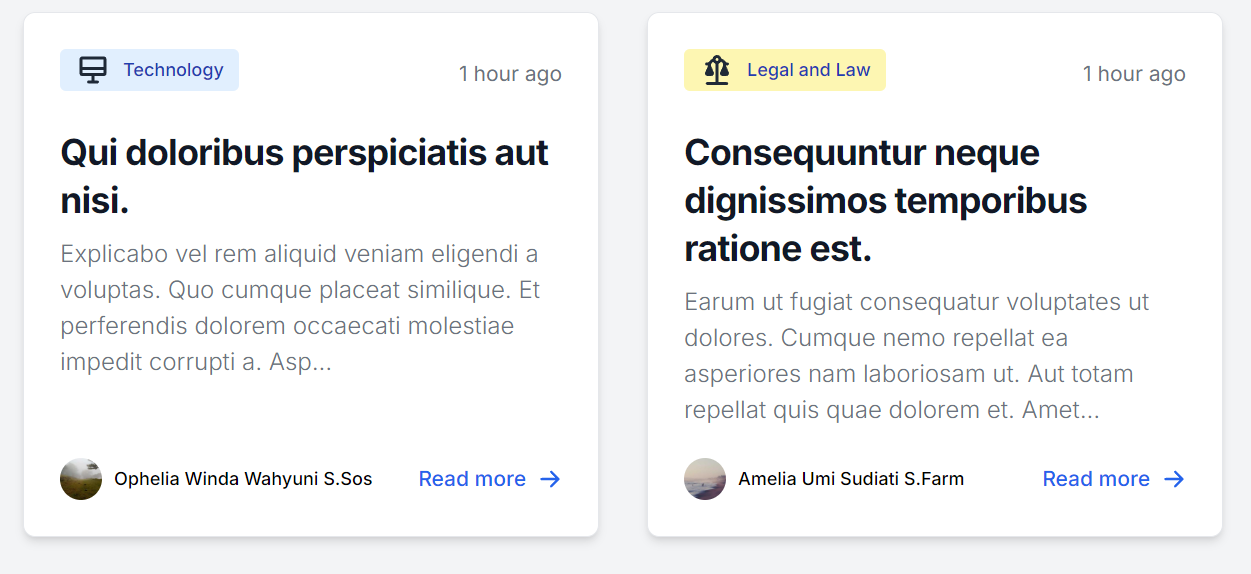 Technology
1 hour ago
Qui doloribus perspiciatis aut
nisi.
Explicabo vel rem aliquid veniam eligendi a
voluptas. Quo cumque placeat similique. Et
perferendis dolorem occaecati molestiae
impedit corrupti a. Asp...
Ophelia Winda Wahyuni S.Sos
Read more
Legal and Law
1 hour ago
Consequuntur neque
dignissimos temporibus
ratione est.
Earum ut fugiat consequatur voluptates ut
dolores. Cumque nemo repellat ea
asperiores nam laboriosam ut. Aut totam
repellat quis quae dolorem et. Amet...
Amelia Umi Sudiati S.Farm
Read more